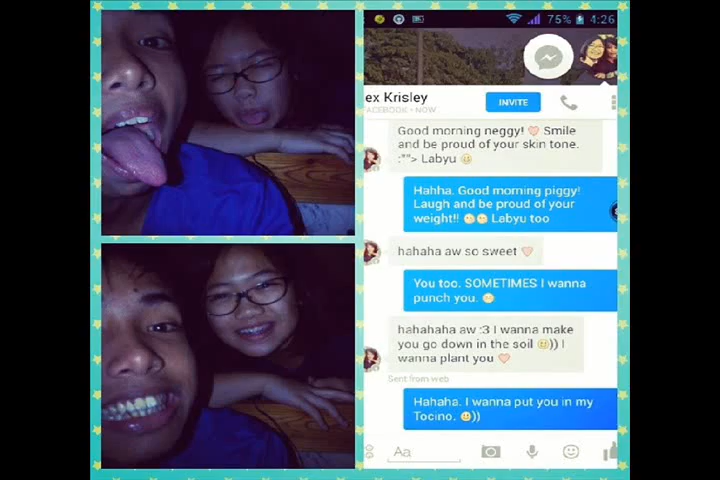 75% 4:26
ex Krisley
ACEBOOK • NOW
INVITE
Good morning neggy! Smile
and be proud of your skin tone.
:""> Labyu
Hahha. Good morning piggy!
Laugh and be proud of your
weight!! Labyu too
hahaha aw so sweet
You too. SOMETIMES I wanna
punch you.
hahahaha aw :3 I wanna make
you go down in the soil )) I
wanna plant you
Sent from web
Hahaha. I wanna put you in my
Tocino. ))
Aa